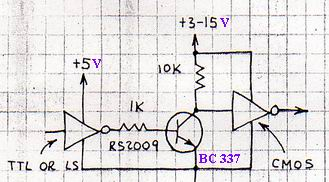 +3-15V
+5V
10K
1K
RS2009
BC 337
TTL OR LS
CMOS